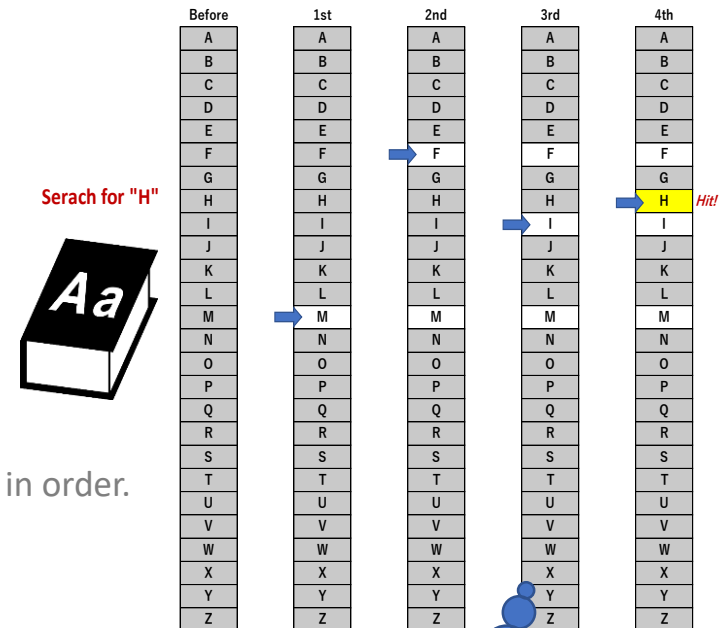 Before 1st 2nd 3rd 4th
A A A A A
B B B B B
C C C C C
D D D D D
E E E E E
F F F F F
G G G G G
Serach for "H" H H H H H Hit!
I I I I I
J J J J J
K K K K K
Aa L L L L L
M M M M M
N N N N N
O O O O O
P P P P P
Q Q Q Q Q
R R R R R
S S S S S
in order. T T T T T
U U U U U
V V V V V
W W W W W
X X X X X
Y Y Y Y Y
Z Z Z Z Z